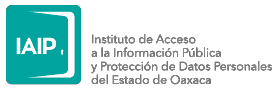 IAIP
Instituto de Acceso
a la Información Pública
y Protección de Datos Personales
del Estado de Oaxaca